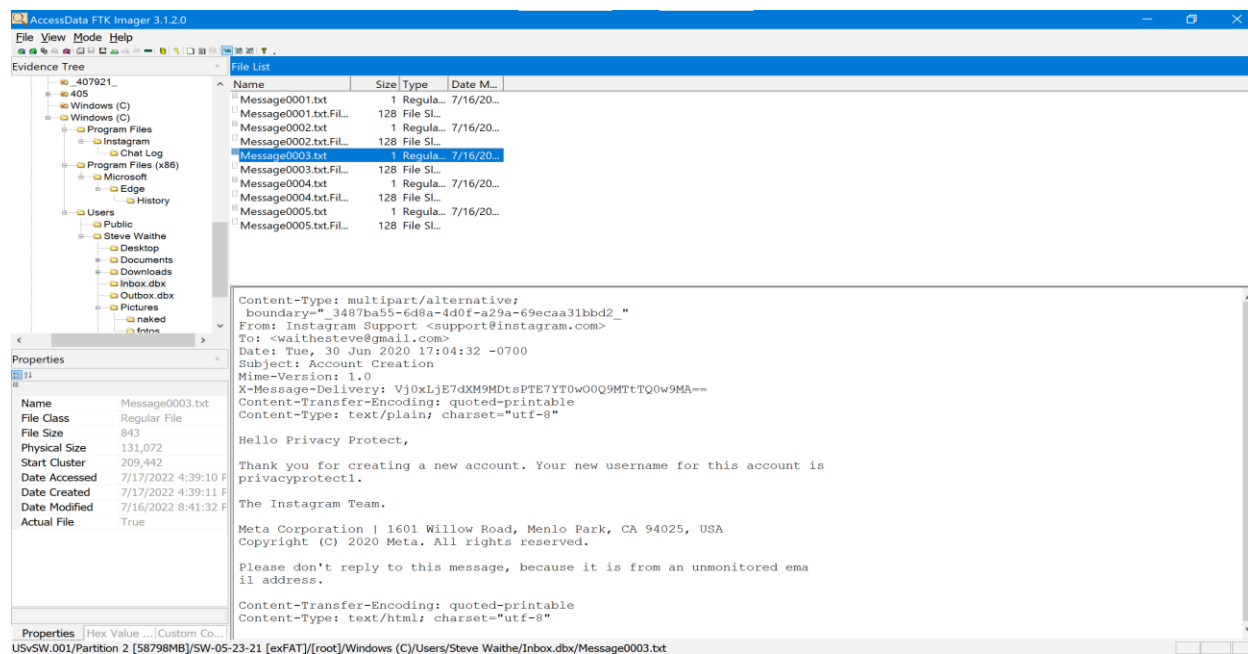 AccessData FTK Imager 3.1.2.0
File View Mode Help
Evidence Tree
_407921_
405
Windows (C)
Windows (C)
Program Files
Instagram
Chat Log
Program Files (x86)
Microsoft
Edge
History
Users
Public
Steve Waithe
Desktop
Documents
Downloads
Inbox.dbx
Outbox.dbx
Pictures
naked
fotos
File List
Name Size Type Date M...
Message0001.txt 1 Regula... 7/16/20...
Message0001.txt.Fil... 128 File Sl...
Message0002.txt 1 Regula... 7/16/20...
Message0002.txt.Fil... 128 File Sl...
Message0003.txt 1 Regula... 7/16/20...
Message0003.txt.Fil... 128 File Sl...
Message0004.txt 1 Regula... 7/16/20...
Message0004.txt.Fil... 128 File Sl...
Message0005.txt 1 Regula... 7/16/20...
Message0005.txt.Fil... 128 File Sl...
Properties
Name Message0003.txt
File Class Regular File
File Size 843
Physical Size 131,072
Start Cluster 209,442
Date Accessed 7/17/2022 4:39:10 P
Date Created 7/17/2022 4:39:11 P
Date Modified 7/16/2022 8:41:32 P
Actual File True
Properties Hex Value ... Custom Co...
Content-Type: multipart/alternative;
boundary="_3487ba55-6d8a-4d0f-a29a-69ecaa31bbd2_"
From: Instagram Support <support@instagram.com>
To: <waithesteve@gmail.com>
Date: Tue, 30 Jun 2020 17:04:32 -0700
Subject: Account Creation
Mime-Version: 1.0
X-Message-Delivery: Vj0xLjE7dXM9MDtsPTE7YT0wO0Q9MTtTQ0w9MA==
Content-Transfer-Encoding: quoted-printable
Content-Type: text/plain; charset="utf-8"
Hello Privacy Protect,
Thank you for creating a new account. Your new username for this account is
privacyprotect1.
The Instagram Team.
Meta Corporation | 1601 Willow Road, Menlo Park, CA 94025, USA
Copyright (C) 2020 Meta. All rights reserved.
Please don't reply to this message, because it is from an unmonitored ema
il address.
Content-Transfer-Encoding: quoted-printable
Content-Type: text/html; charset="utf-8"
USvSW.001/Partition 2 [58798MB]/SW-05-23-21 [exFAT]/[root]/Windows (C)/Users/Steve Waithe/Inbox.dbx/Message0003.txt